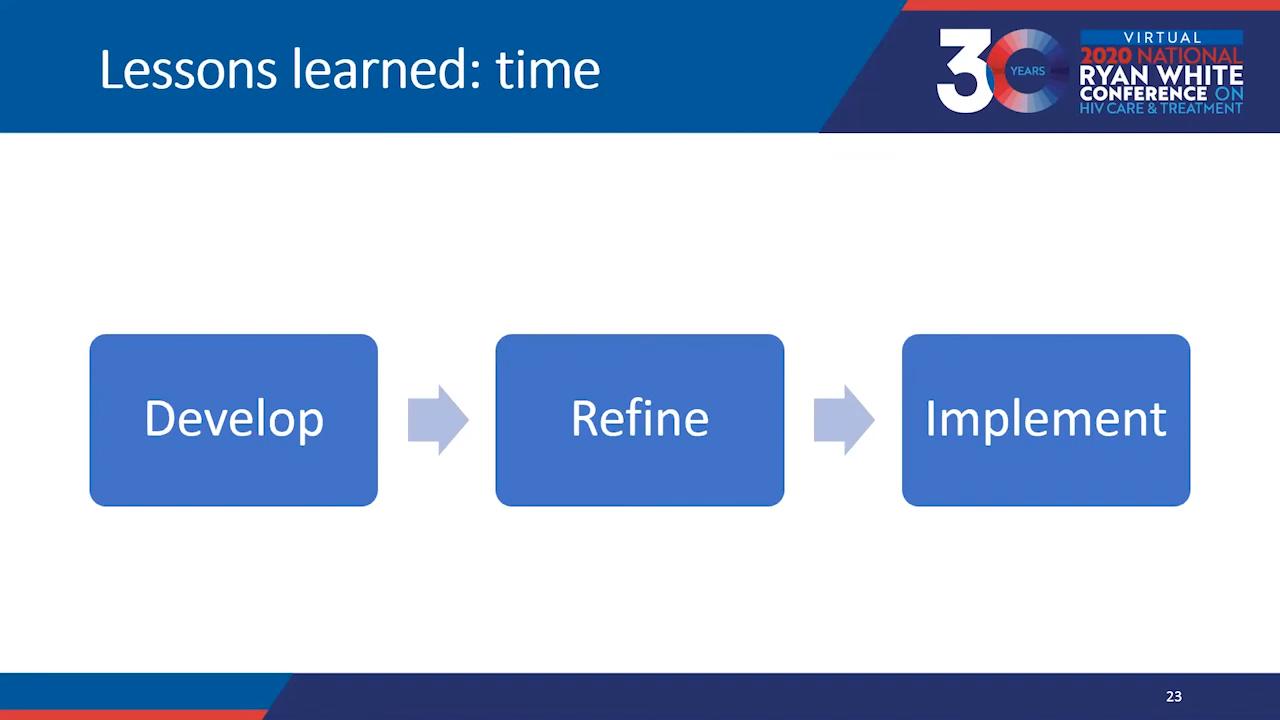 Lessons learned: time
30
YEARS
VIRTUAL
2020 NATIONAL
RYAN WHITE
CONFERENCE ON
HIV CARE & TREATMENT
Develop
Refine
Implement
23